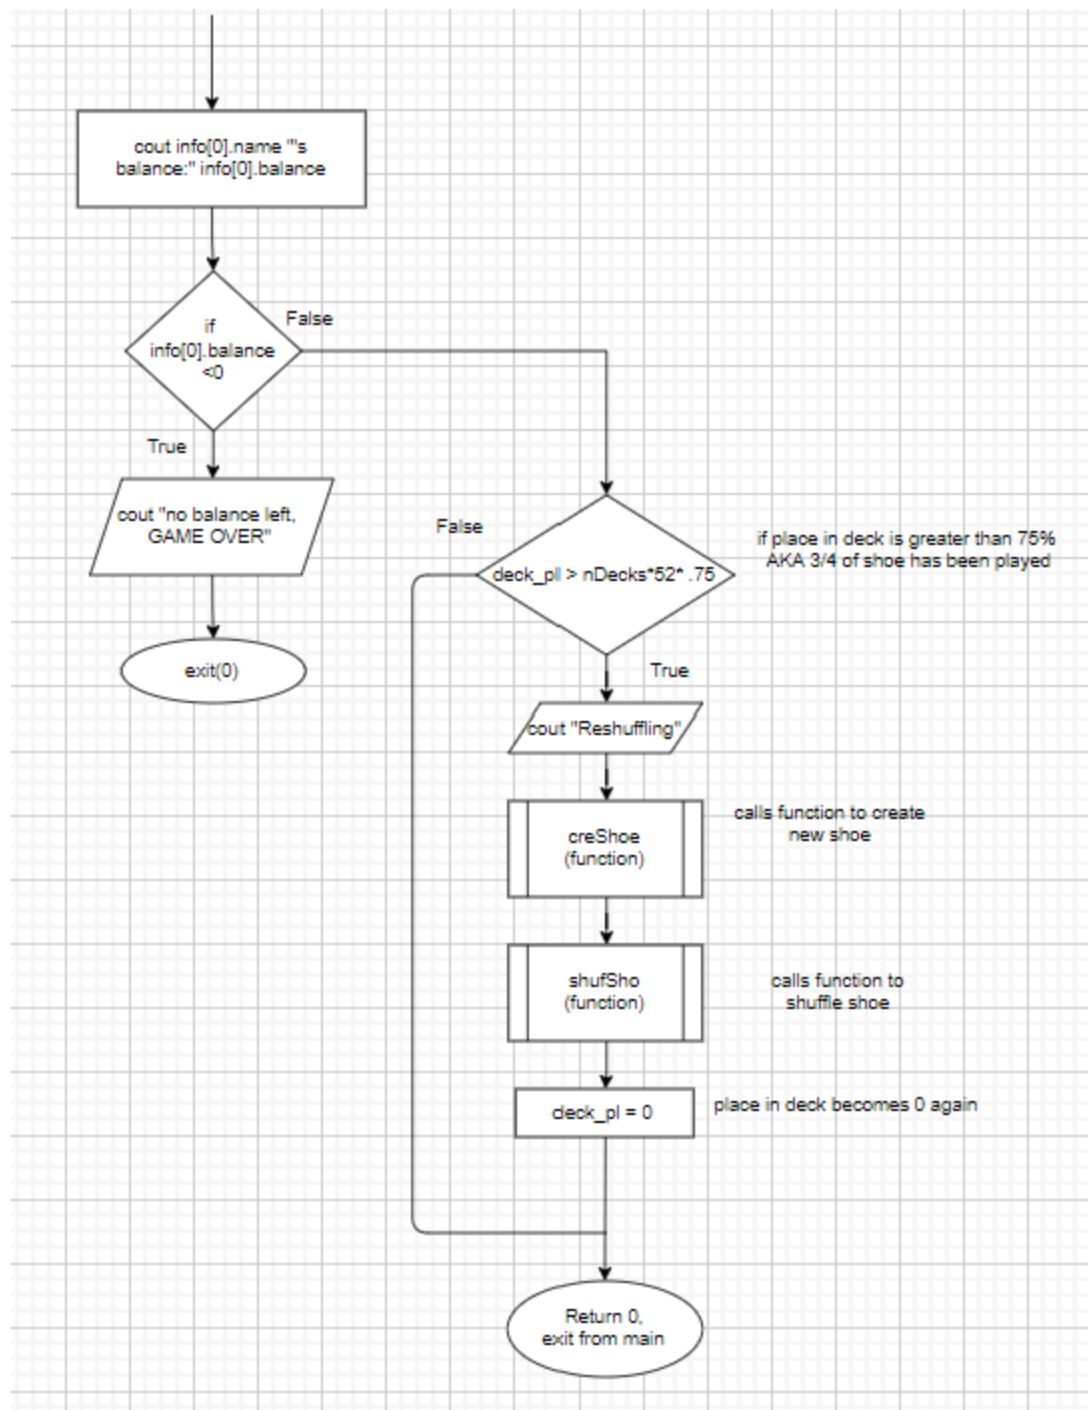 cout info[0].name "'s
balance:" info[0].balance
if
info[0].balance
<0
False
True
cout "no balance left,
GAME OVER"
exit(0)
False
deck_pl > nDecks*52* .75
if place in deck is greater than 75%
AKA 3/4 of shoe has been played
True
cout "Reshuffling"
creShoe
(function)
calls function to create
new shoe
shufSho
(function)
calls function to
shuffle shoe
deck_pl = 0
place in deck becomes 0 again
Return 0,
exit from main